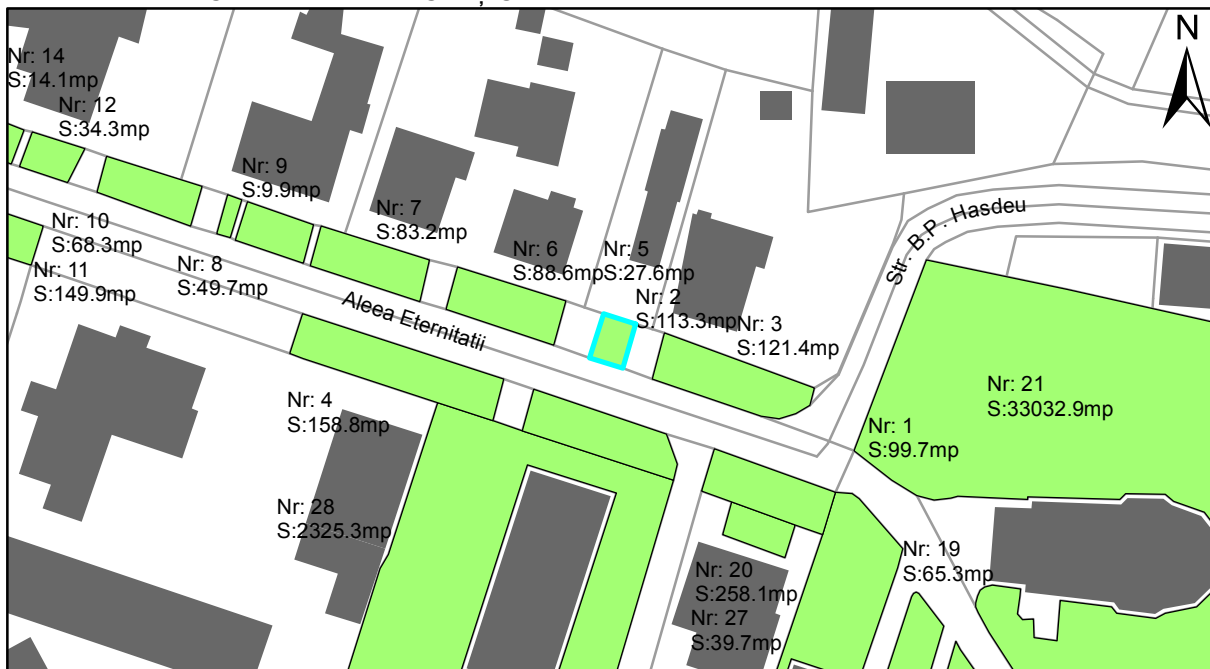 N
Nr: 14
S:14.1mp
Nr: 12
S:34.3mp
Nr: 9
S:9.9mp
Nr: 7
S:83.2mp
Nr: 10
S:68.3mp
Nr: 6
S:88.6mp
Nr: 5
S:27.6mp
Str. B.P. Hasdeu
Nr: 11
S:149.9mp
Nr: 8
S:49.7mp
Aleea Eternitatii
Nr: 2
S:113.3mp
Nr: 3
S:121.4mp
Nr: 4
S:158.8mp
Nr: 21
S:33032.9mp
Nr: 1
S:99.7mp
Nr: 28
S:2325.3mp
Nr: 19
S:65.3mp
Nr: 20
S:258.1mp
Nr: 27
S:39.7mp